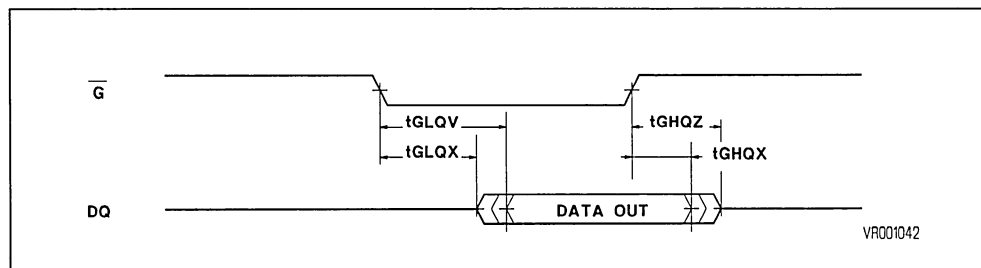 G
tGLQV
tGHQZ
tGLQX
tGHQX
DQ
DATA OUT
VR001042